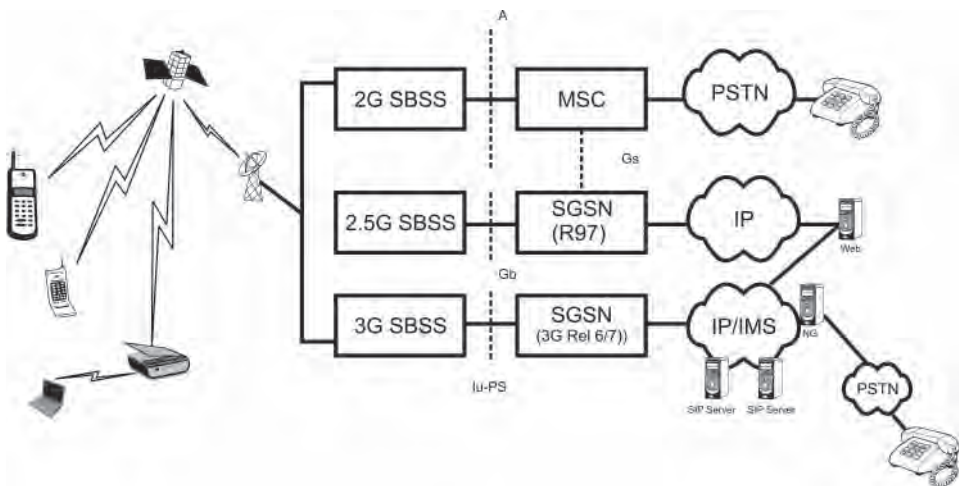 A
2G SBSS
MSC
PSTN
Gs
2.5G SBSS
SGSN
(R97)
IP
Web
Gb
3G SBSS
SGSN
(3G Rel 6/7))
IP/IMS
NG
Iu-PS
SIP Server
SIP Server
PSTN